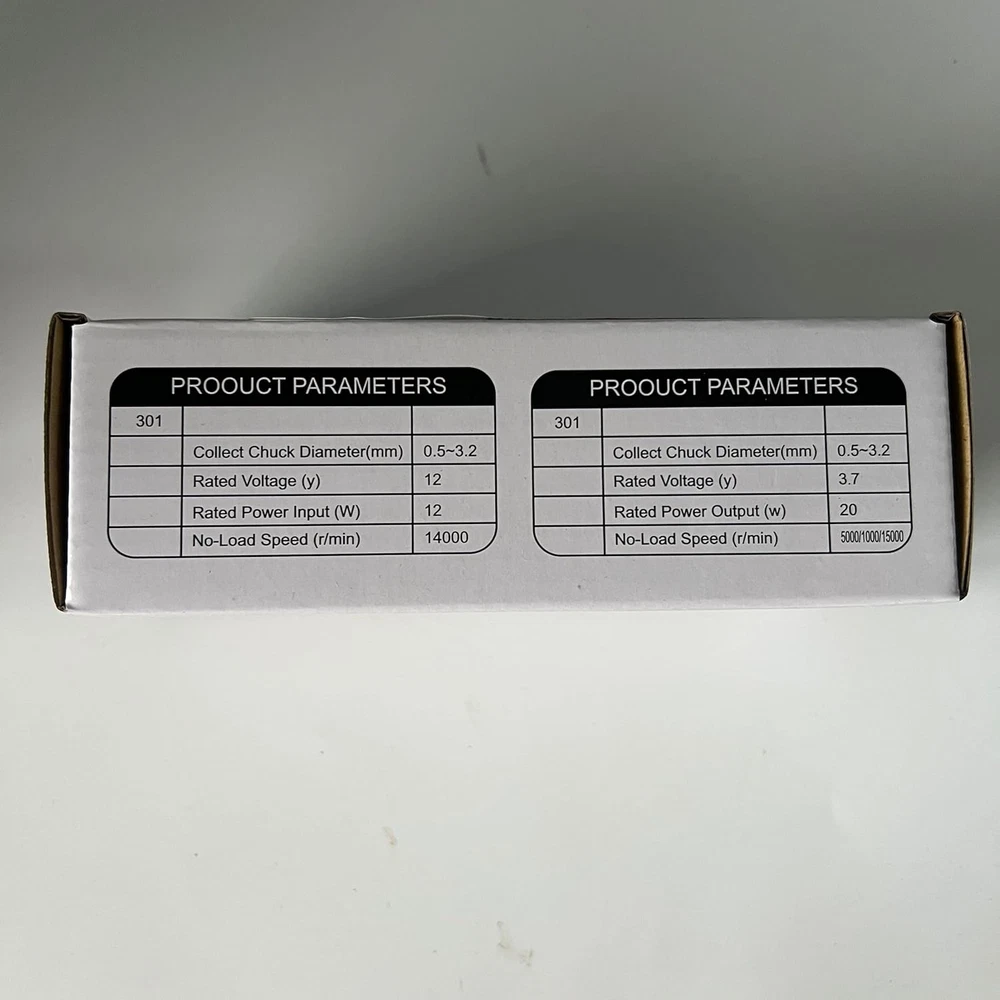 PROOUCT PARAMETERS
301
Collect Chuck Diameter(mm) 0.5~3.2
Rated Voltage (y) 12
Rated Power Input (W) 12
No-Load Speed (r/min) 14000
PROOUCT PARAMETERS
301
Collect Chuck Diameter(mm) 0.5~3.2
Rated Voltage (y) 3.7
Rated Power Output (w) 20
No-Load Speed (r/min) 5000/1000/15000